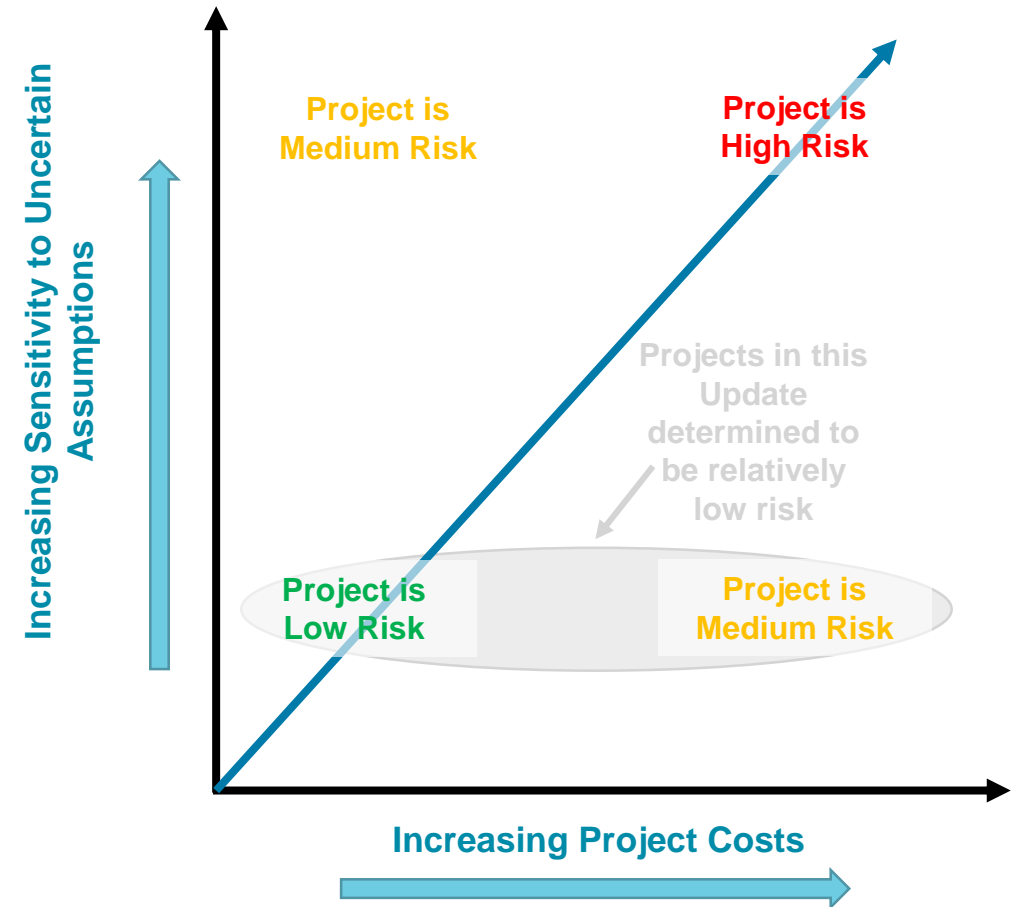 Increasing Sensitivity to Uncertain
Assumptions
Project is
Medium Risk
Project is
High Risk
Projects in this
Update
determined to
be relatively
low risk
Project is
Low Risk
Project is
Medium Risk
Increasing Project Costs